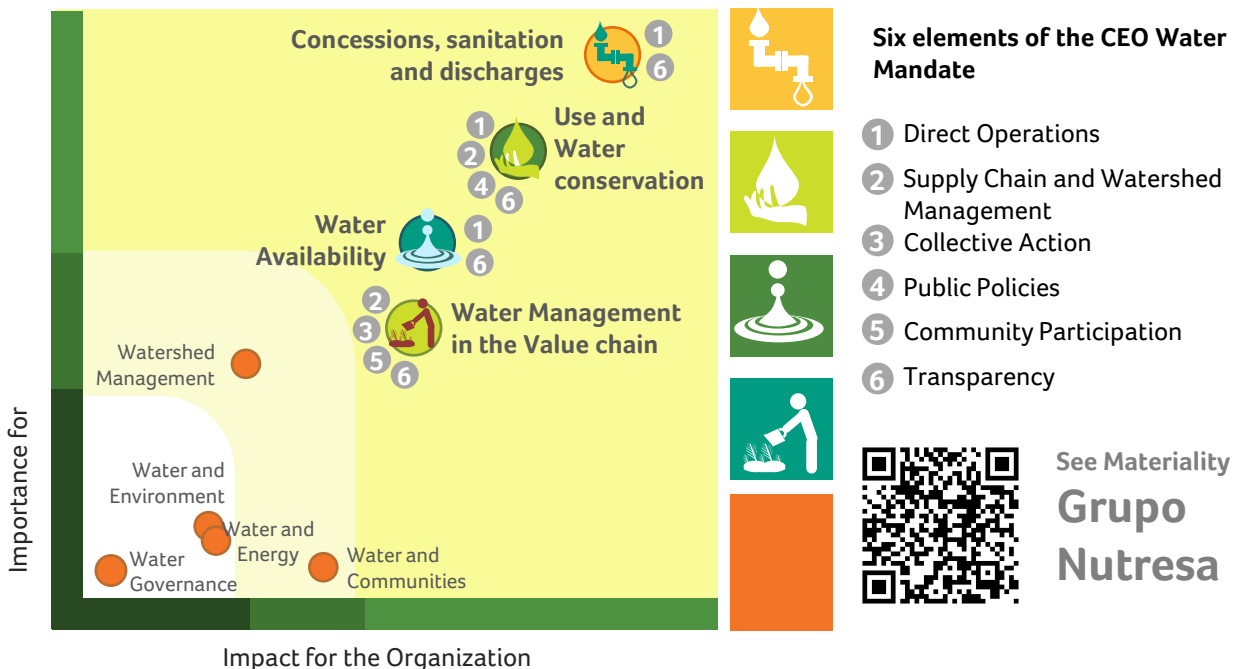 Concessions, sanitation
and discharges
1
6
Use and
Water
conservation
1
2
4
6
Water
Availability
1
6
Water Management
in the Value chain
2
3
5
6
Watershed
Management
Water and
Environment
Water and
Energy
Water
Governance
Water and
Communities
Importance for
Impact for the Organization
Six elements of the CEO Water
Mandate
1 Direct Operations
2 Supply Chain and Watershed
Management
3 Collective Action
4 Public Policies
5 Community Participation
6 Transparency
See Materiality
Grupo
Nutresa